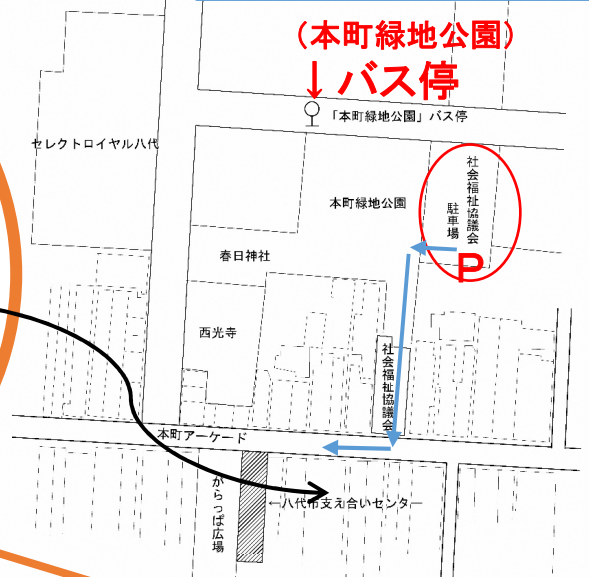 (本町緑地公園)
↓バス停
「本町緑地公園」バス停
セレクトロイヤル八代
社会福祉協議会
駐車場
本町緑地公園
P
春日神社
西光寺
社会福祉協議会
本町アーケード
がらっぱ広場
←八代市支え合いセンター